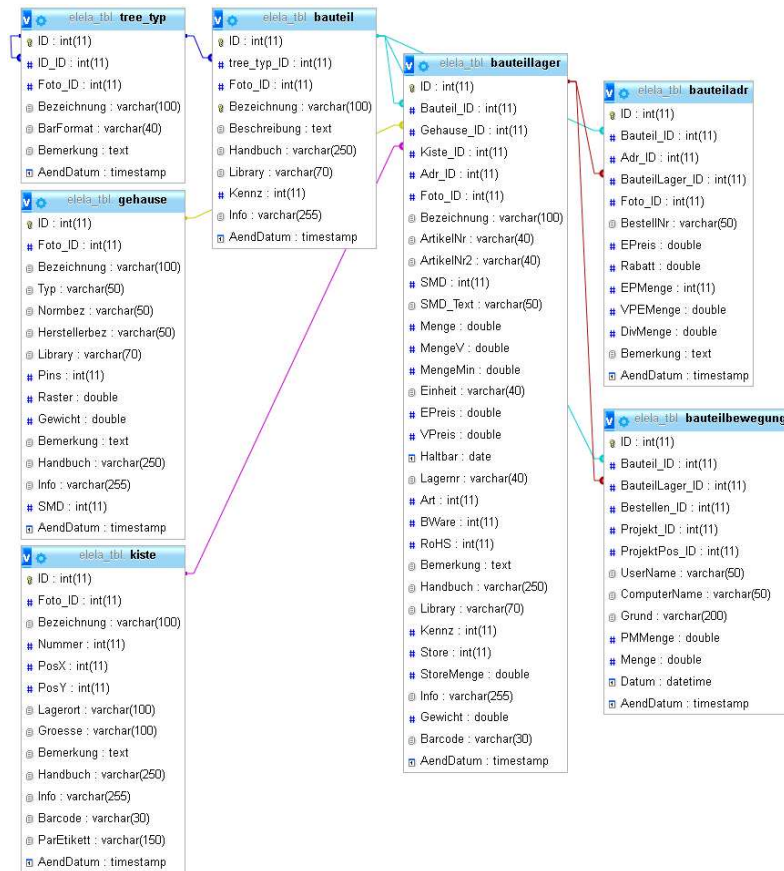 elela_tbl tree_typ
ID : int(11)
ID_ID : int(11)
Foto_ID : int(11)
Bezeichnung : varchar(100)
BarFormat : varchar(40)
Bemerkung : text
AendDatum : timestamp
elela_tbl gehause
ID : int(11)
Foto_ID : int(11)
Bezeichnung : varchar(100)
Typ : varchar(50)
Normbez : varchar(50)
Herstellerbez : varchar(50)
Library : varchar(70)
Pins : int(11)
Raster : double
Gewicht : double
Bemerkung : text
Handbuch : varchar(250)
Info : varchar(255)
SMD : int(11)
AendDatum : timestamp
elela_tbl kiste
ID : int(11)
Foto_ID : int(11)
Bezeichnung : varchar(100)
Nummer : int(11)
PosX : int(11)
PosY : int(11)
Lagerort : varchar(100)
Groesse : varchar(100)
Bemerkung : text
Handbuch : varchar(250)
Info : varchar(255)
Barcode : varchar(30)
ParEtikett : varchar(150)
AendDatum : timestamp
elela_tbl bauteil
ID : int(11)
tree_typ_ID : int(11)
Foto_ID : int(11)
Bezeichnung : varchar(100)
Beschreibung : text
Handbuch : varchar(250)
Library : varchar(70)
Kennz : int(11)
Info : varchar(255)
AendDatum : timestamp
elela_tbl bauteillager
ID : int(11)
Bauteil_ID : int(11)
Gehause_ID : int(11)
Kiste_ID : int(11)
Adr_ID : int(11)
Foto_ID : int(11)
Bezeichnung : varchar(100)
ArtikelNr : varchar(40)
ArtikelNr2 : varchar(40)
SMD : int(11)
SMD_Text : varchar(50)
Menge : double
MengeV : double
MengeMin : double
Einheit : varchar(40)
EPreis : double
VPreis : double
Haltbar : date
Lagernr : varchar(40)
Art : int(11)
BWare : int(11)
RoHS : int(11)
Bemerkung : text
Handbuch : varchar(250)
Library : varchar(70)
Kennz : int(11)
Store : int(11)
StoreMenge : double
Info : varchar(255)
Gewicht : double
Barcode : varchar(30)
AendDatum : timestamp
elela_tbl bauteiladr
ID : int(11)
Bauteil_ID : int(11)
Adr_ID : int(11)
BauteilLager_ID : int(11)
Foto_ID : int(11)
BestellNr : varchar(50)
EPreis : double
Rabatt : double
EPMenge : int(11)
VPEMenge : double
DivMenge : double
Bemerkung : text
AendDatum : timestamp
elela_tbl bauteilbewegung
ID : int(11)
Bauteil_ID : int(11)
BauteilLager_ID : int(11)
Bestellen_ID : int(11)
Projekt_ID : int(11)
ProjektPos_ID : int(11)
UserName : varchar(50)
ComputerName : varchar(50)
Grund : varchar(200)
PMMenge : double
Menge : double
Datum : datetime
AendDatum : timestamp